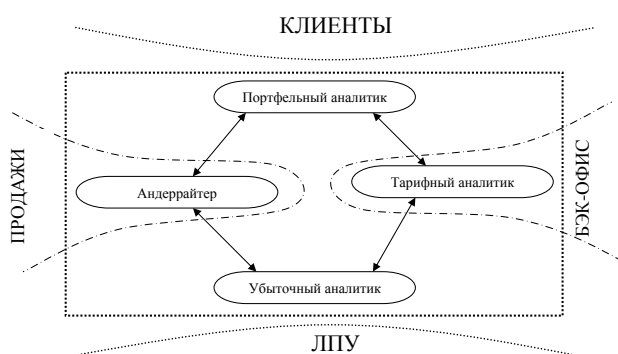 КЛИЕНТЫ
Портфельный аналитик
ПРОДАЖИ
Андеррайтер
Тарифный аналитик
БЭК-ОФИС
Убыточный аналитик
ЛПУ